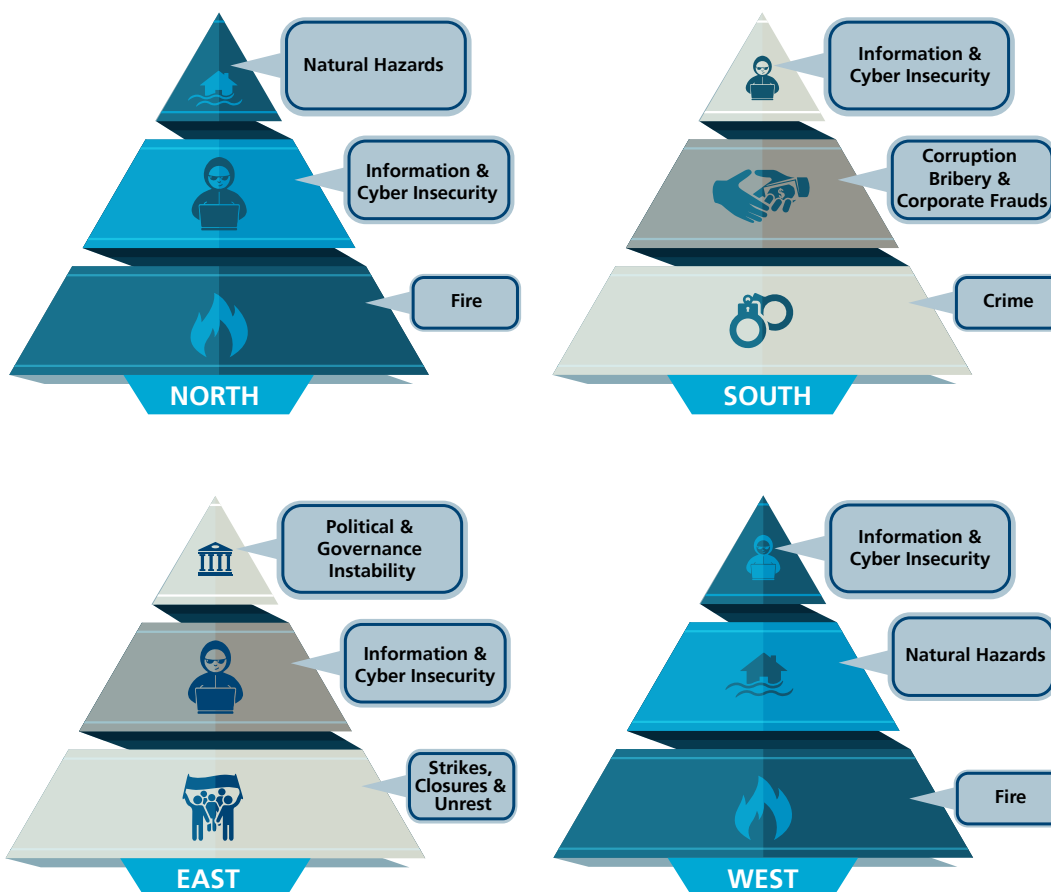 Natural Hazards
Information &
Cyber Insecurity
Fire
NORTH
Information &
Cyber Insecurity
Corruption
Bribery &
Corporate Frauds
$
Crime
SOUTH
Political &
Governance
Instability
Information &
Cyber Insecurity
Strikes,
Closures &
Unrest
EAST
Information &
Cyber Insecurity
Natural Hazards
Fire
WEST